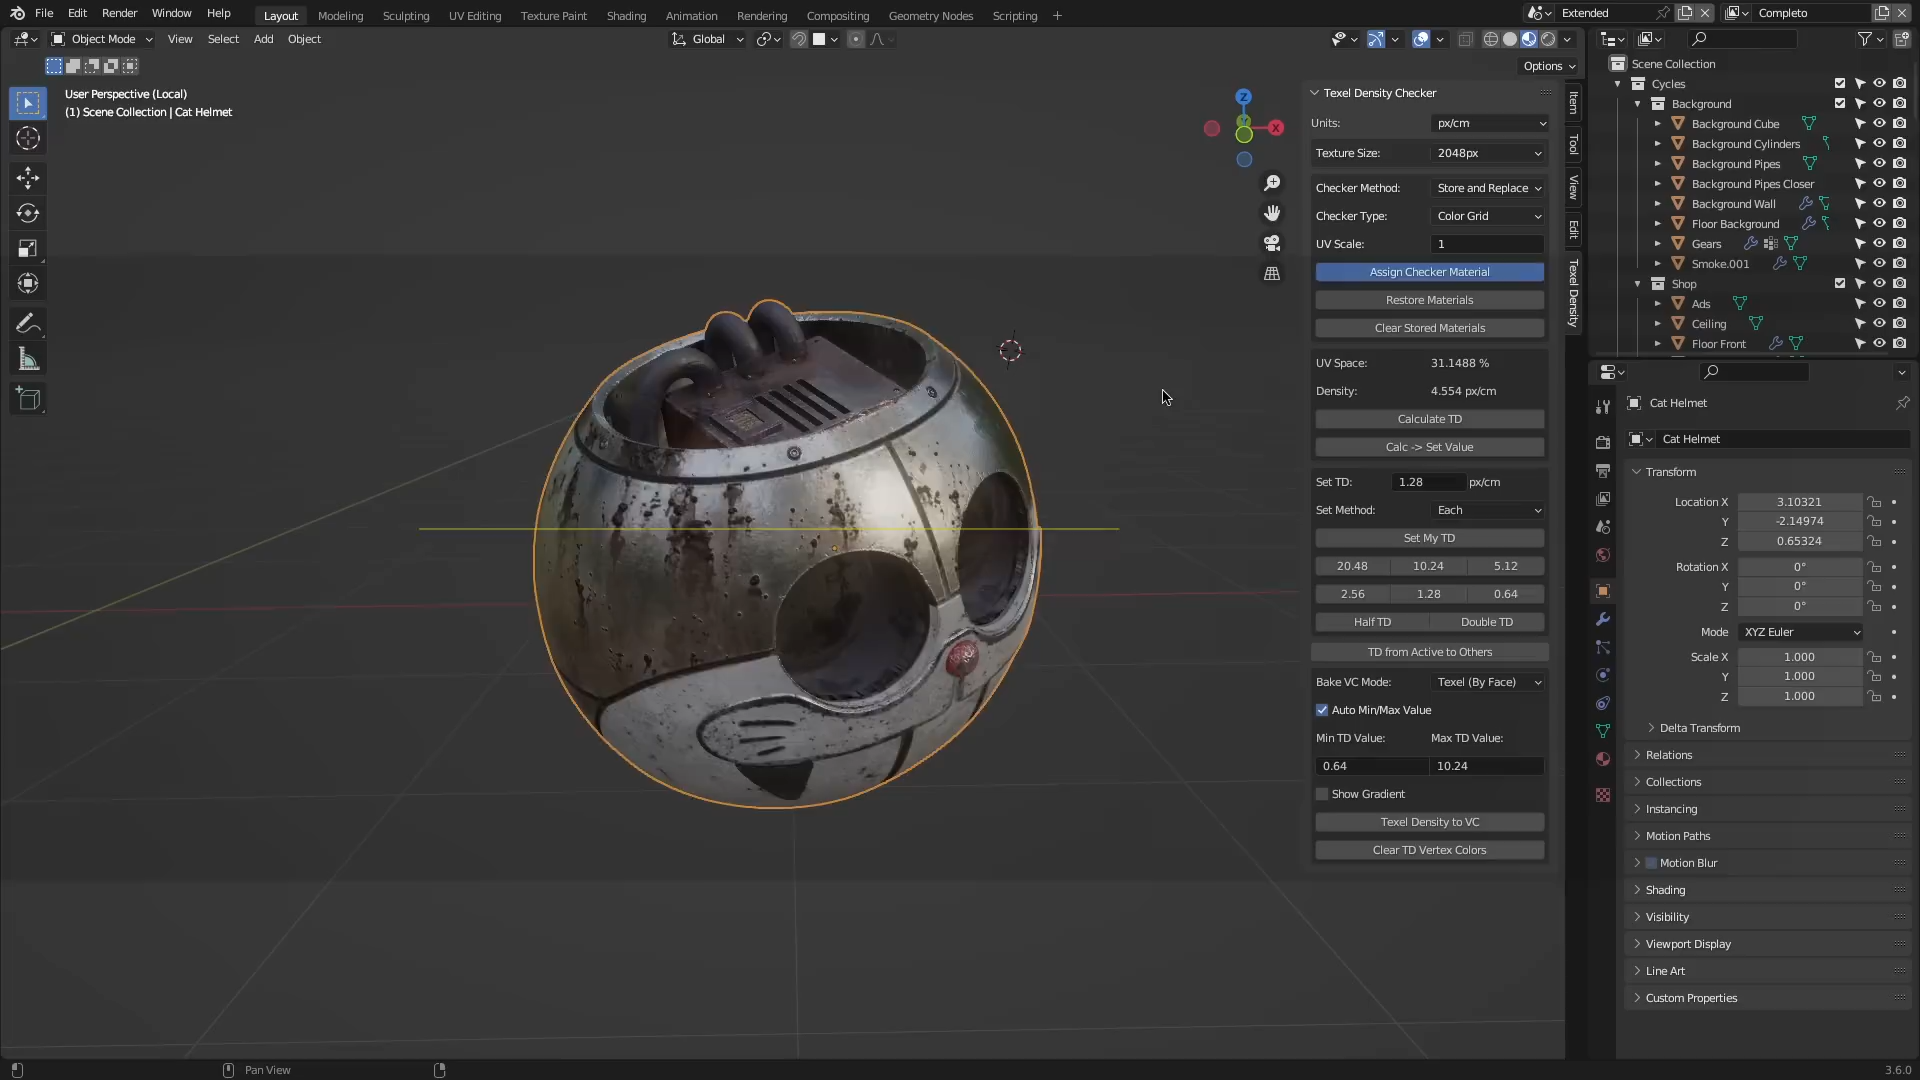 File Edit Render Window Help
Layout Modeling Sculpting UV Editing Texture Paint Shading Animation Rendering Compositing Geometry Nodes Scripting +
Extended
Completo
Object Mode View Select Add Object
Global
Options
User Perspective (Local)
(1) Scene Collection | Cat Helmet
Z
Y
X
Texel Density Checker
Units: px/cm
Texture Size: 2048px
Checker Method: Store and Replace
Checker Type: Color Grid
UV Scale: 1
Assign Checker Material
Restore Materials
Clear Stored Materials
UV Space: 31.1488 %
Density: 4.554 px/cm
Calculate TD
Calc -> Set Value
Set TD: 1.28 px/cm
Set Method: Each
Set My TD
20.48 10.24 5.12
2.56 1.28 0.64
Half TD Double TD
TD from Active to Others
Bake VC Mode: Texel (By Face)
Auto Min/Max Value
Min TD Value: Max TD Value:
0.64 10.24
Show Gradient
Texel Density to VC
Clear TD Vertex Colors
Item
Tool
View
Edit
Texel Density
Scene Collection
Cycles
Background
Background Cube
Background Cylinders
Background Pipes
Background Pipes Closer
Background Wall
Floor Background
Gears
Smoke.001
Shop
Ads
Ceiling
Floor Front
Cat Helmet
Cat Helmet
Transform
Location X 3.10321
Y -2.14974
Z 0.65324
Rotation X 0°
Y 0°
Z 0°
Mode XYZ Euler
Scale X 1.000
Y 1.000
Z 1.000
Delta Transform
Relations
Collections
Instancing
Motion Paths
Motion Blur
Shading
Visibility
Viewport Display
Line Art
Custom Properties
Pan View
3.6.0